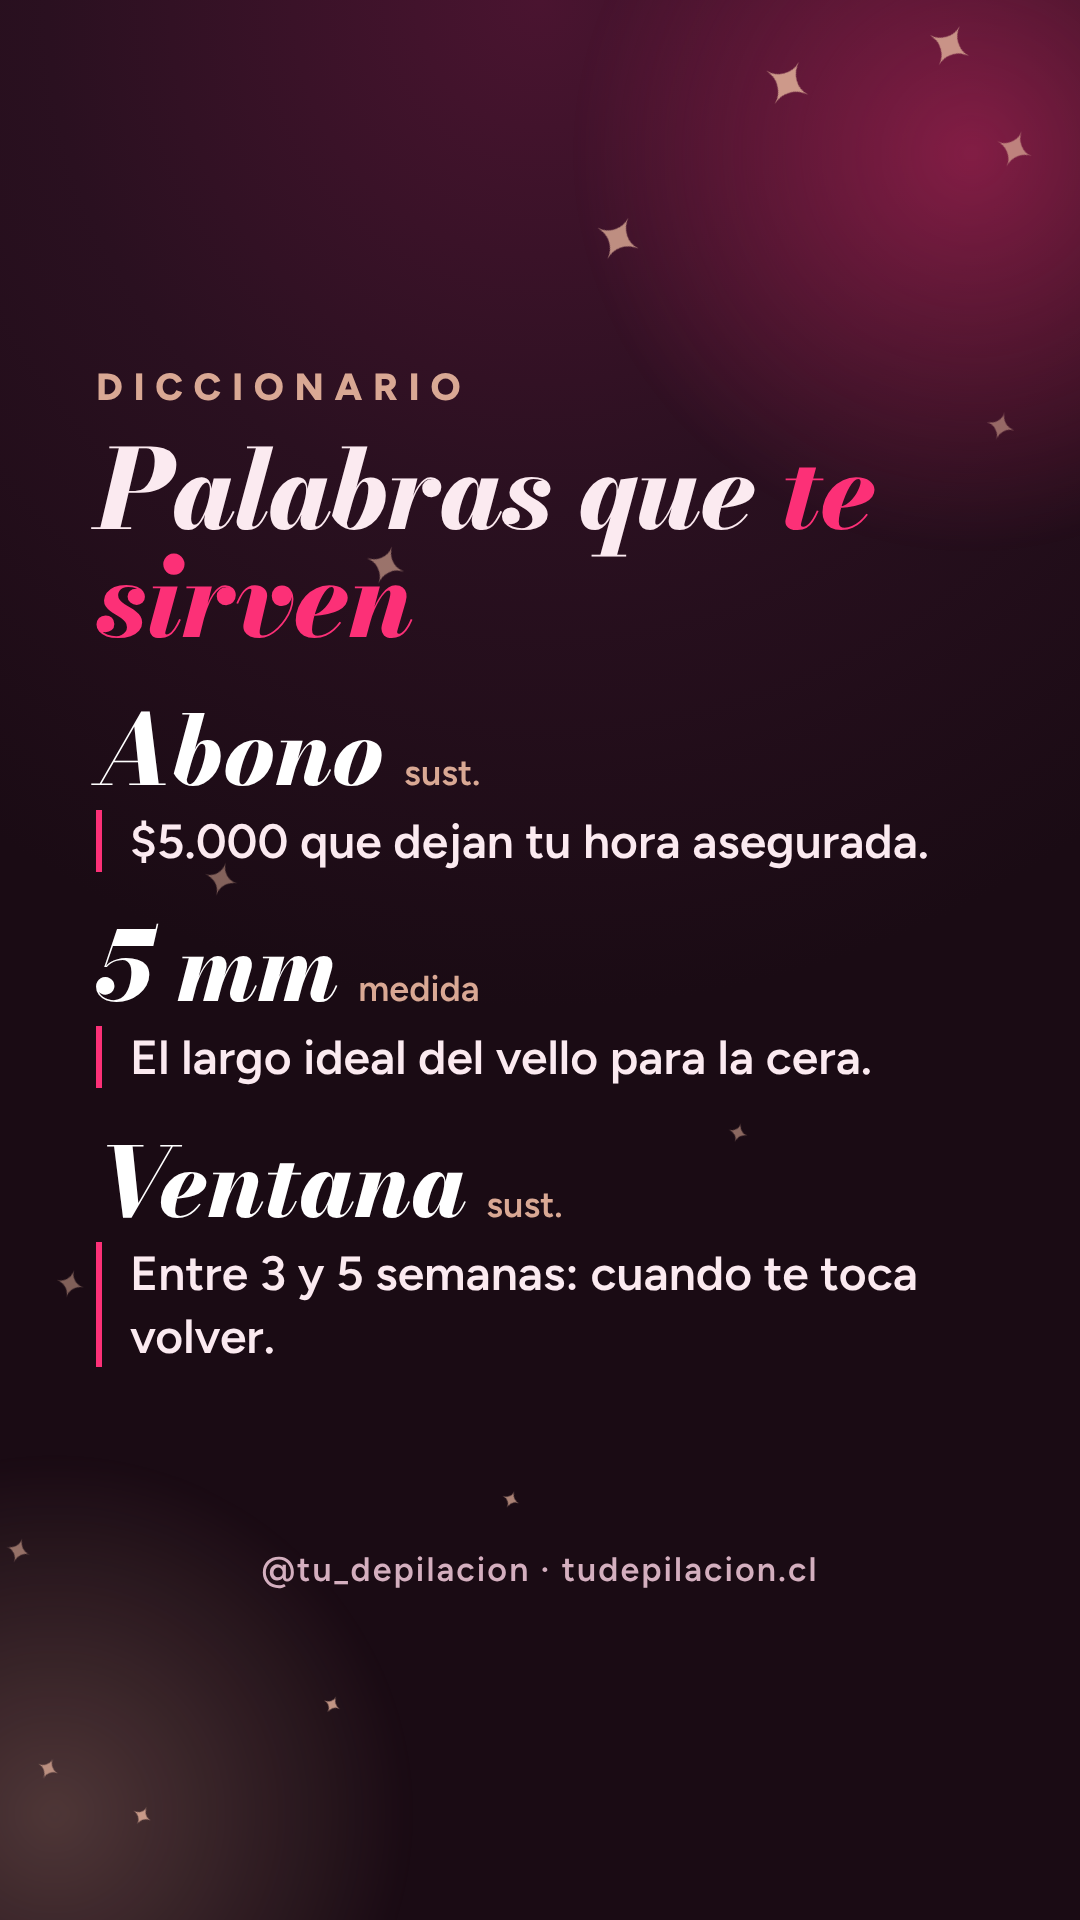 DICCIONARIO
Palabras que te
sirven
Abono sust.
$5.000 que dejan tu hora asegurada.
5 mm medida
El largo ideal del vello para la cera.
Ventana sust.
Entre 3 y 5 semanas: cuando te toca
volver.
@tu_depilacion · tudepilacion.cl